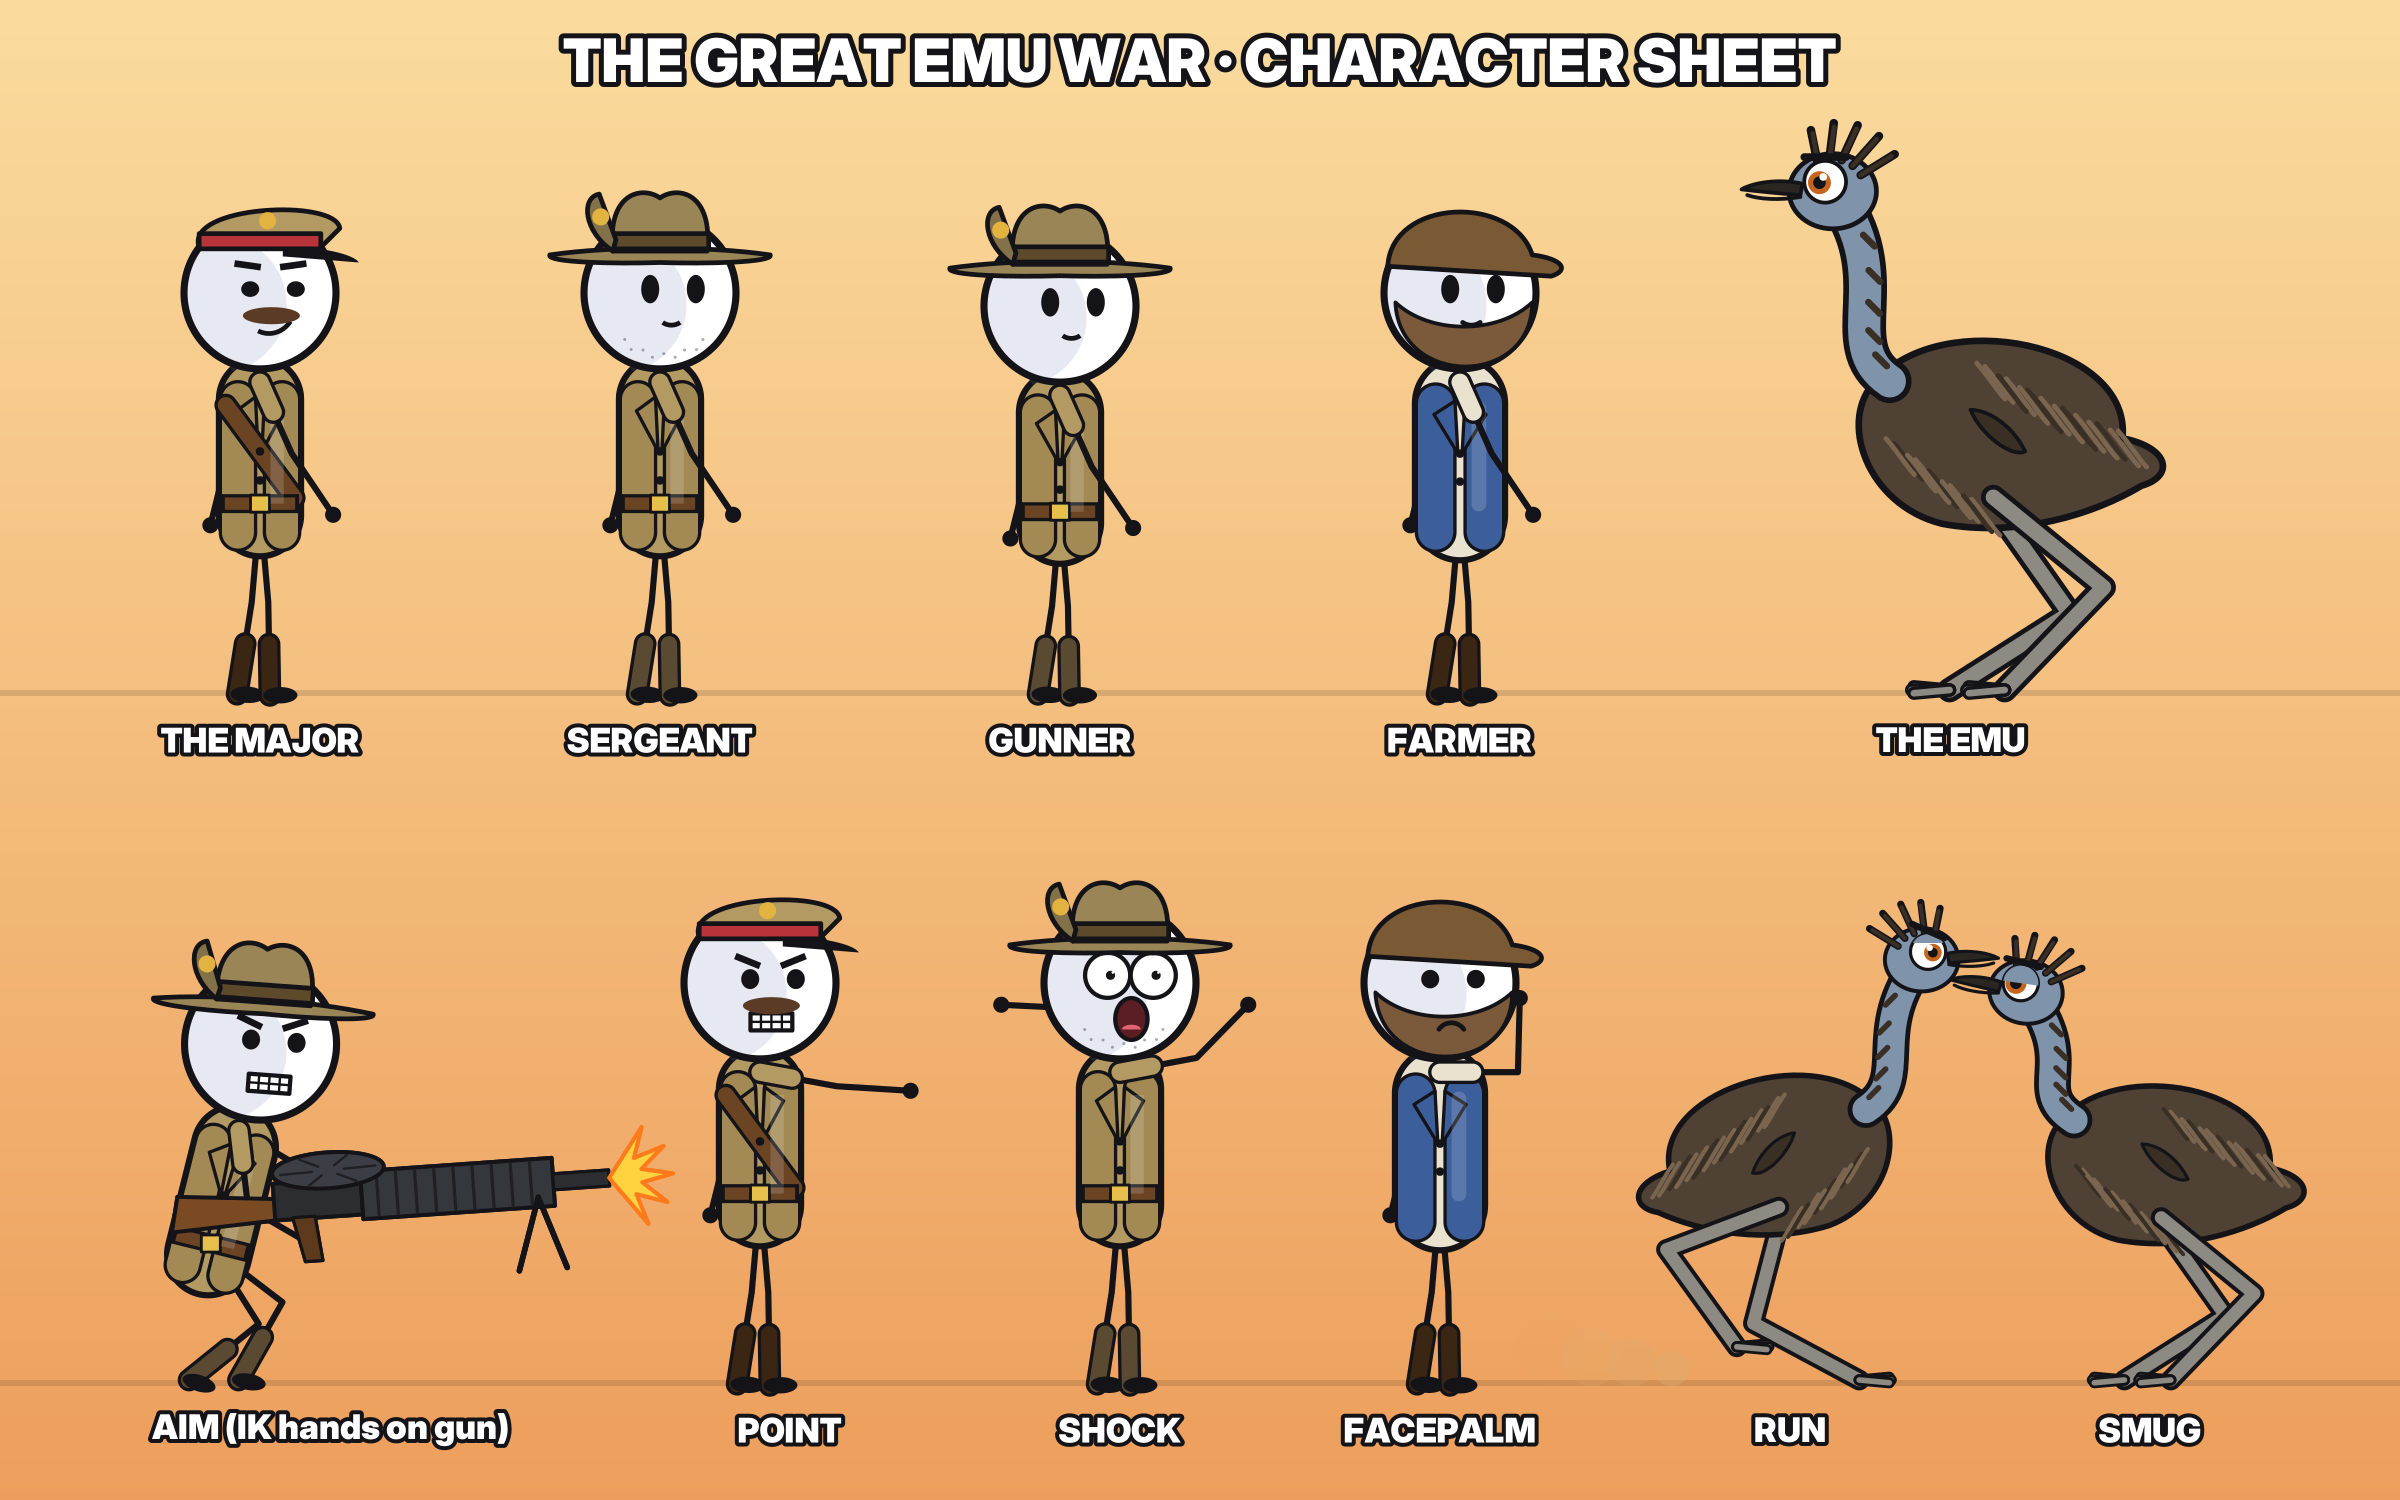 THE GREAT EMU WAR • CHARACTER SHEET
THE MAJOR
SERGEANT
GUNNER
FARMER
THE EMU
AIM (IK hands on gun)
POINT
SHOCK
FACEPALM
RUN
SMUG